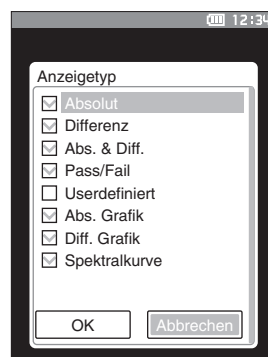 12:34
Anzeigetyp
Absolut
Differenz
Abs. & Diff.
Pass/Fail
Userdefiniert
Abs. Grafik
Diff. Grafik
Spektralkurve
OK Abbrechen